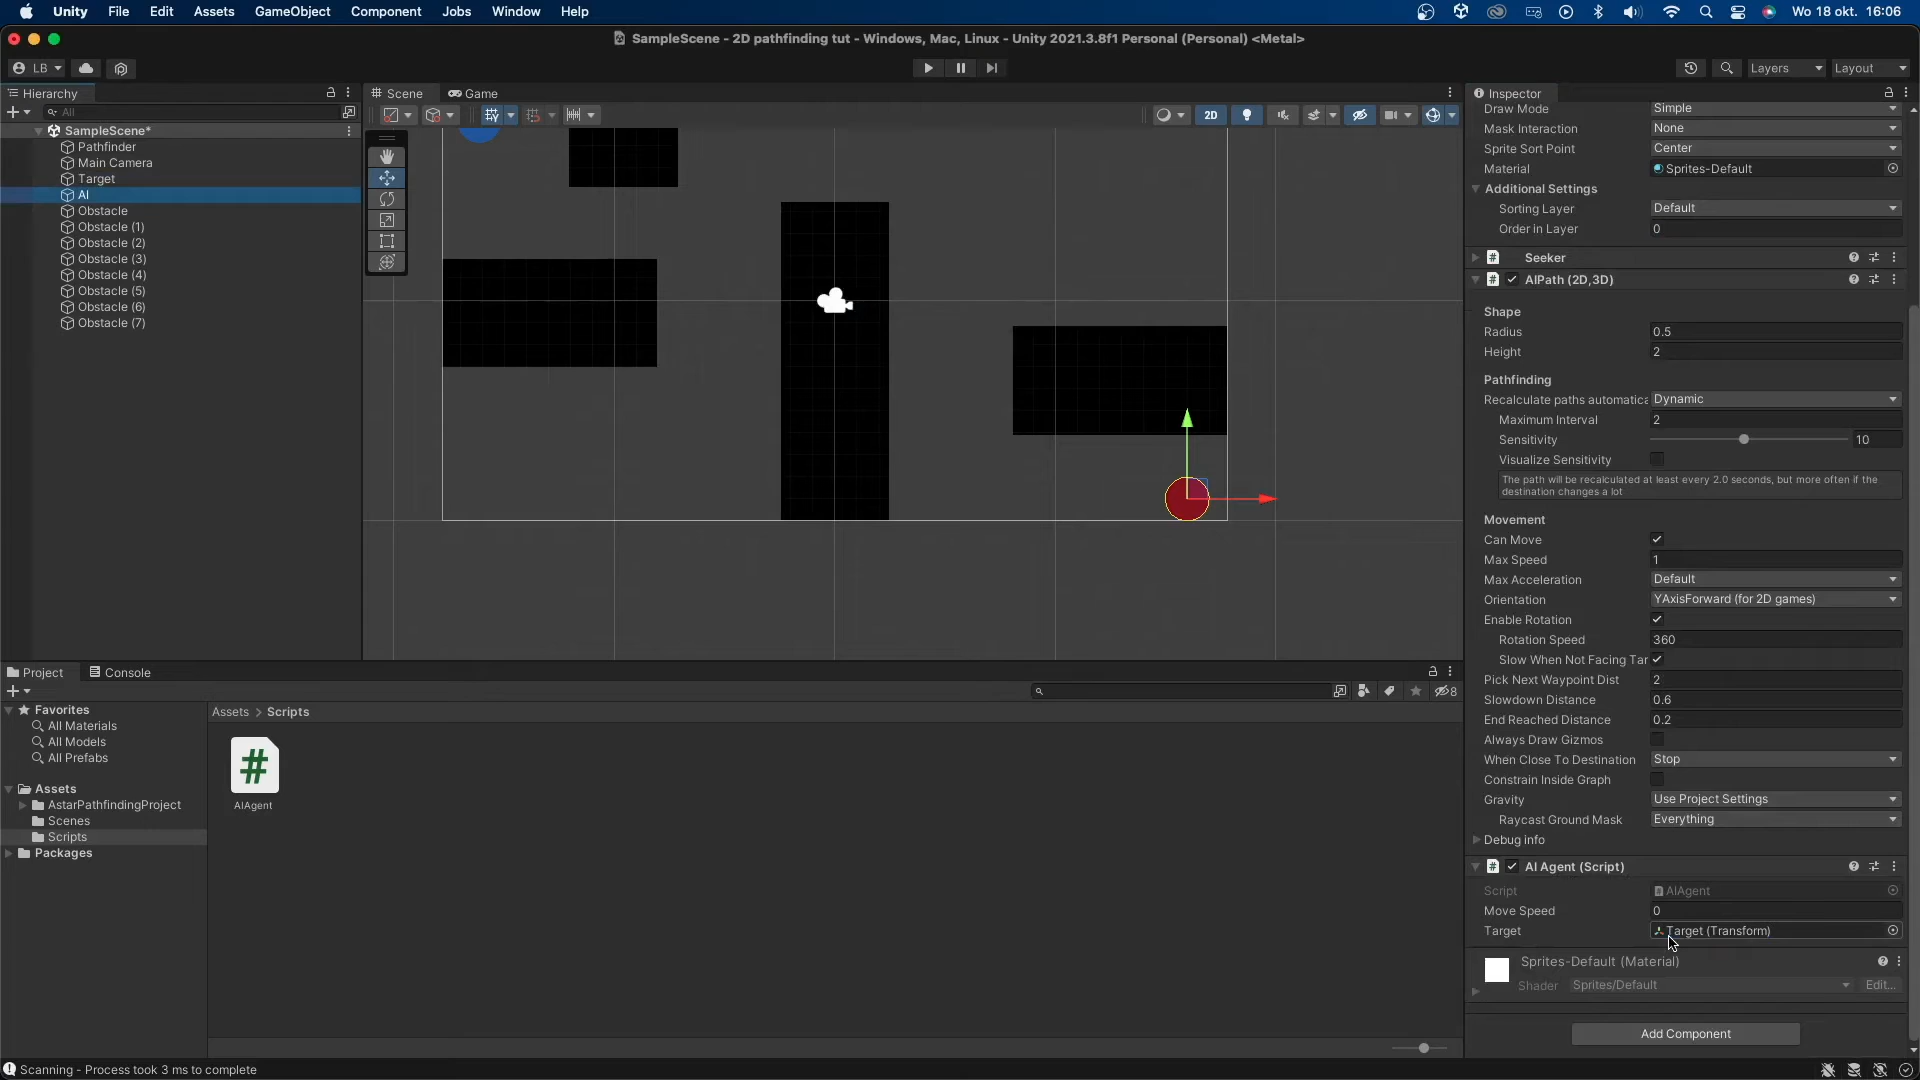 Unity File Edit Assets GameObject Component Jobs Window Help Wo 18 okt. 16:06
SampleScene - 2D pathfinding tut - Windows, Mac, Linux - Unity 2021.3.8f1 Personal (Personal) <Metal>
LB Layers Layout
Hierarchy
All
SampleScene*
Pathfinder
Main Camera
Target
AI
Obstacle
Obstacle (1)
Obstacle (2)
Obstacle (3)
Obstacle (4)
Obstacle (5)
Obstacle (6)
Obstacle (7)
Scene Game
2D
Inspector
Draw Mode Simple
Mask Interaction None
Sprite Sort Point Center
Material Sprites-Default
Additional Settings
Sorting Layer Default
Order in Layer 0
# Seeker
# AIPath (2D,3D)
Shape
Radius 0.5
Height 2
Pathfinding
Recalculate paths automatica Dynamic
Maximum Interval 2
Sensitivity 10
Visualize Sensitivity
The path will be recalculated at least every 2.0 seconds, but more often if the
destination changes a lot
Movement
Can Move
Max Speed 1
Max Acceleration Default
Orientation YAxisForward (for 2D games)
Enable Rotation
Rotation Speed 360
Slow When Not Facing Tar
Pick Next Waypoint Dist 2
Slowdown Distance 0.6
End Reached Distance 0.2
Always Draw Gizmos
When Close To Destination Stop
Constrain Inside Graph
Gravity Use Project Settings
Raycast Ground Mask Everything
Debug info
# AI Agent (Script)
Script AIAgent
Move Speed 0
Target Target (Transform)
Sprites-Default (Material)
Shader Sprites/Default Edit...
Add Component
Project Console
8
Favorites
All Materials
All Models
All Prefabs
Assets
AstarPathfindingProject
Scenes
Scripts
Packages
Assets > Scripts
#
AIAgent
Scanning - Process took 3 ms to complete